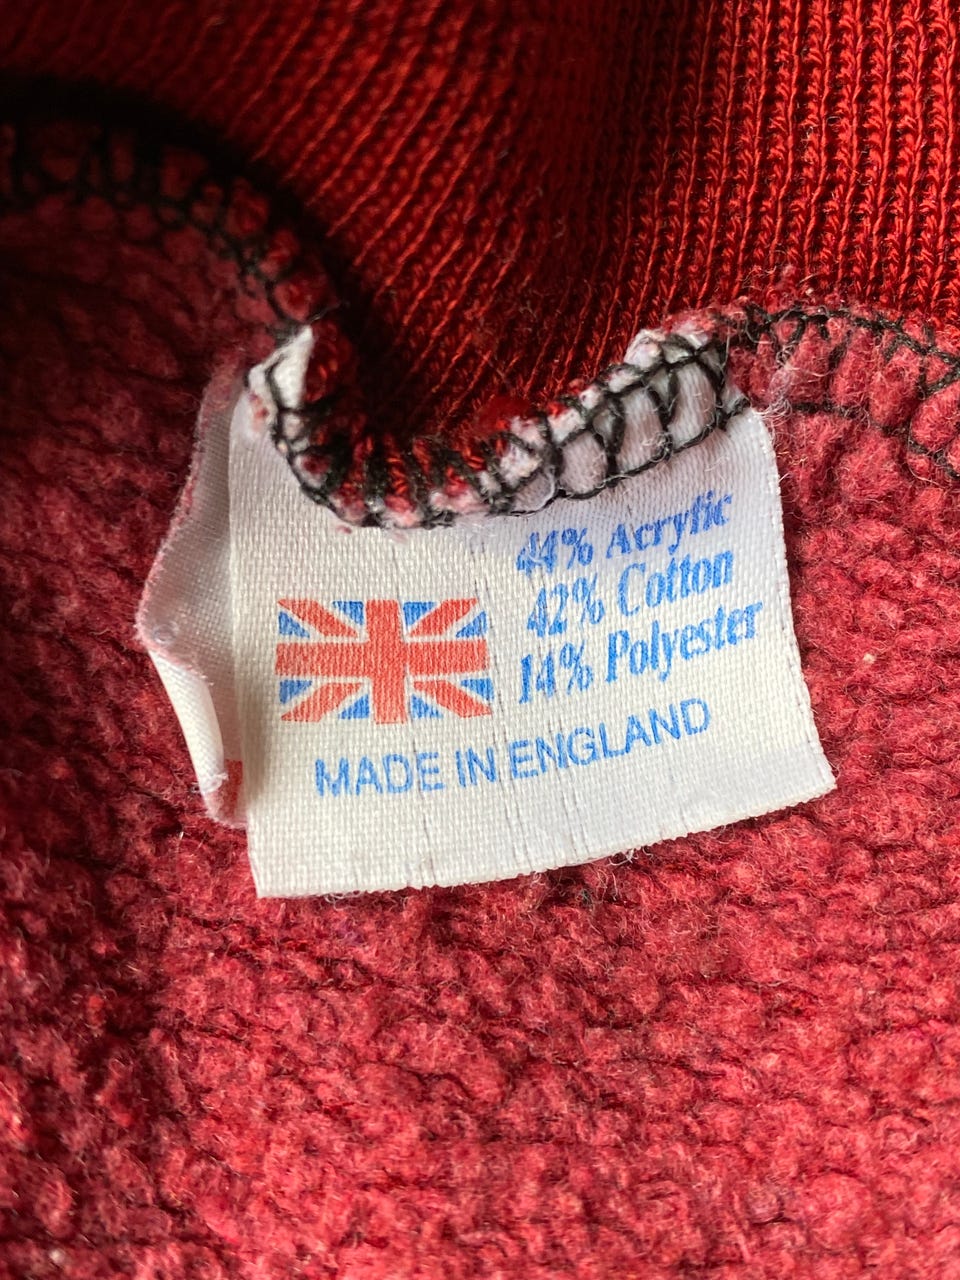 44% Acrylic
42% Cotton
14% Polyester
MADE IN ENGLAND